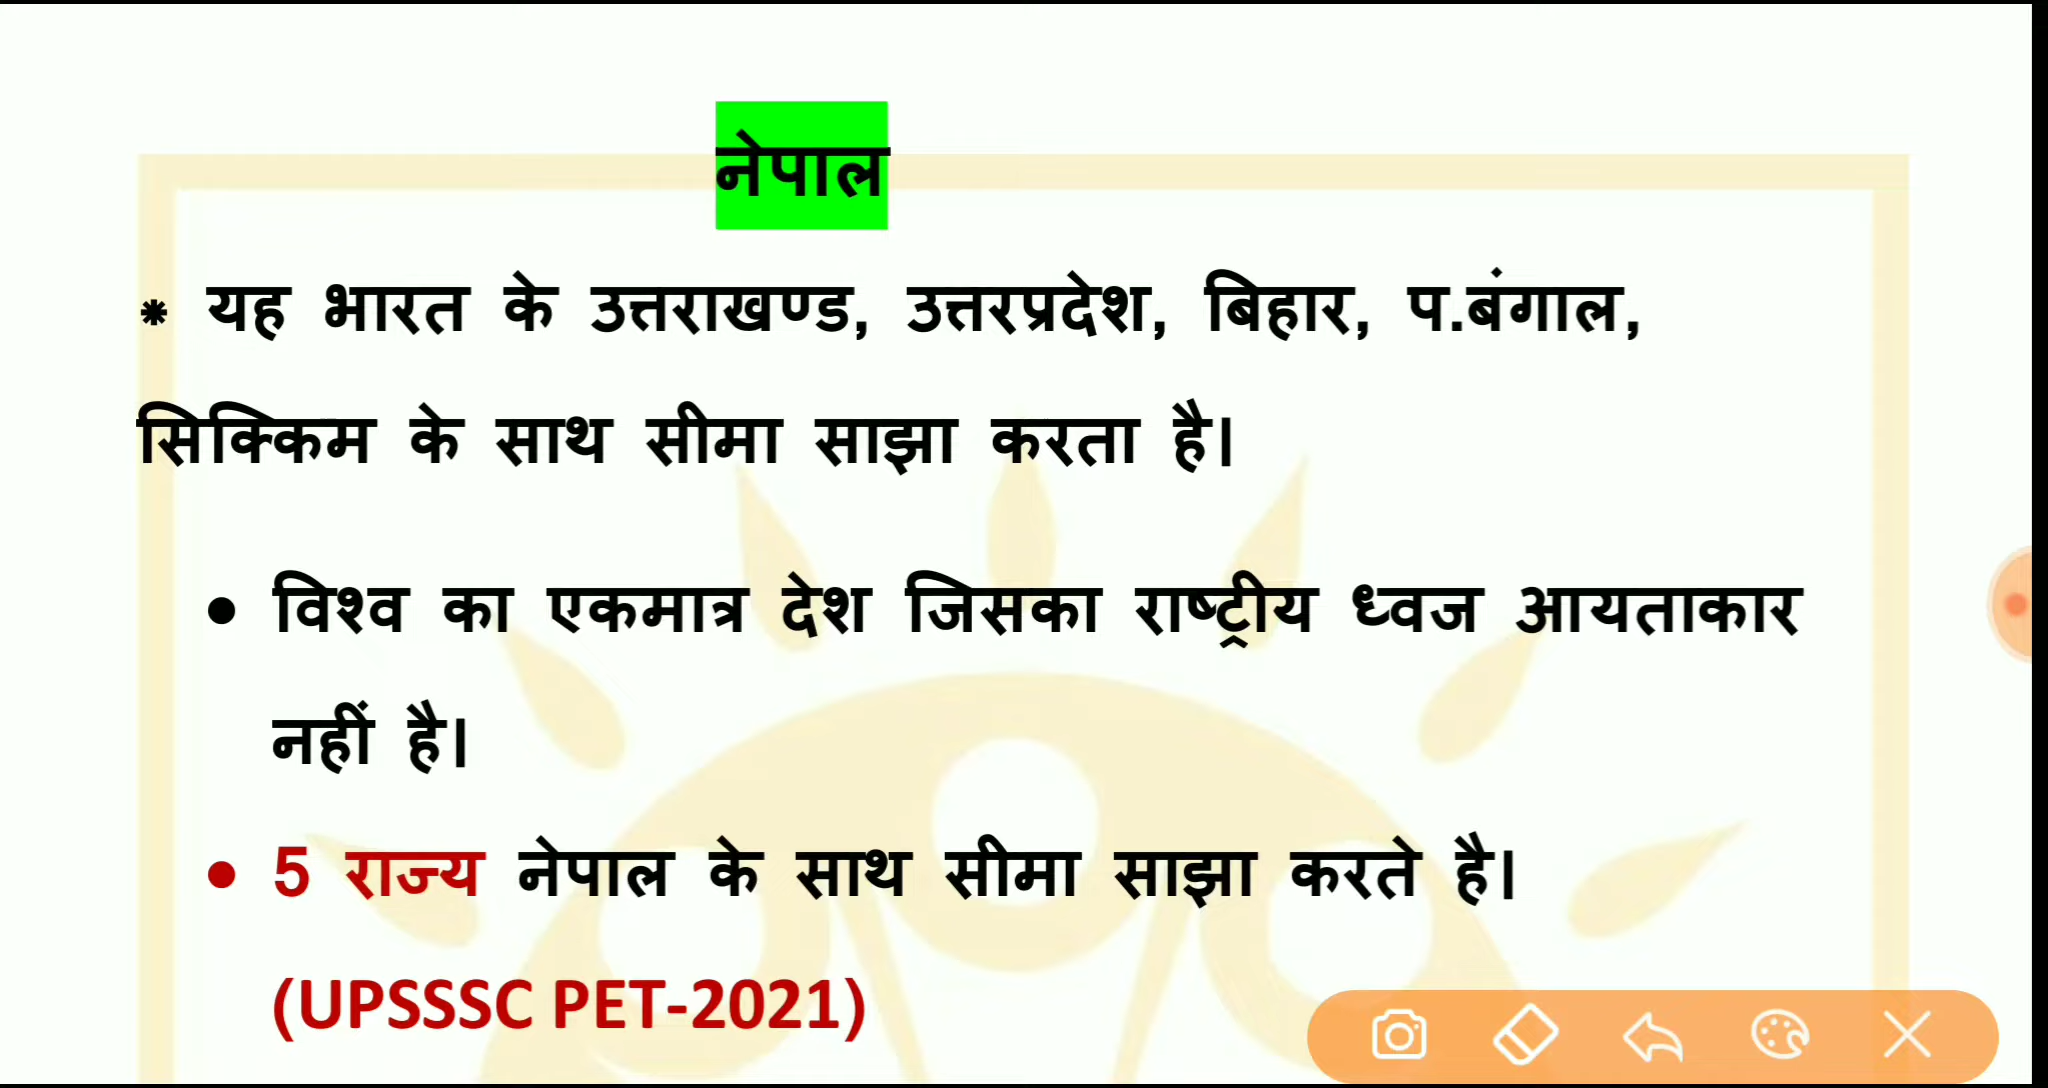 नेपाल
* यह भारत के उत्तराखण्ड, उत्तरप्रदेश, बिहार, प.बंगाल,
सिक्किम के साथ सीमा साझा करता है।
• विश्व का एकमात्र देश जिसका राष्ट्रीय ध्वज आयताकार
नहीं है।
• 5 राज्य नेपाल के साथ सीमा साझा करते है।
(UPSSSC PET-2021)